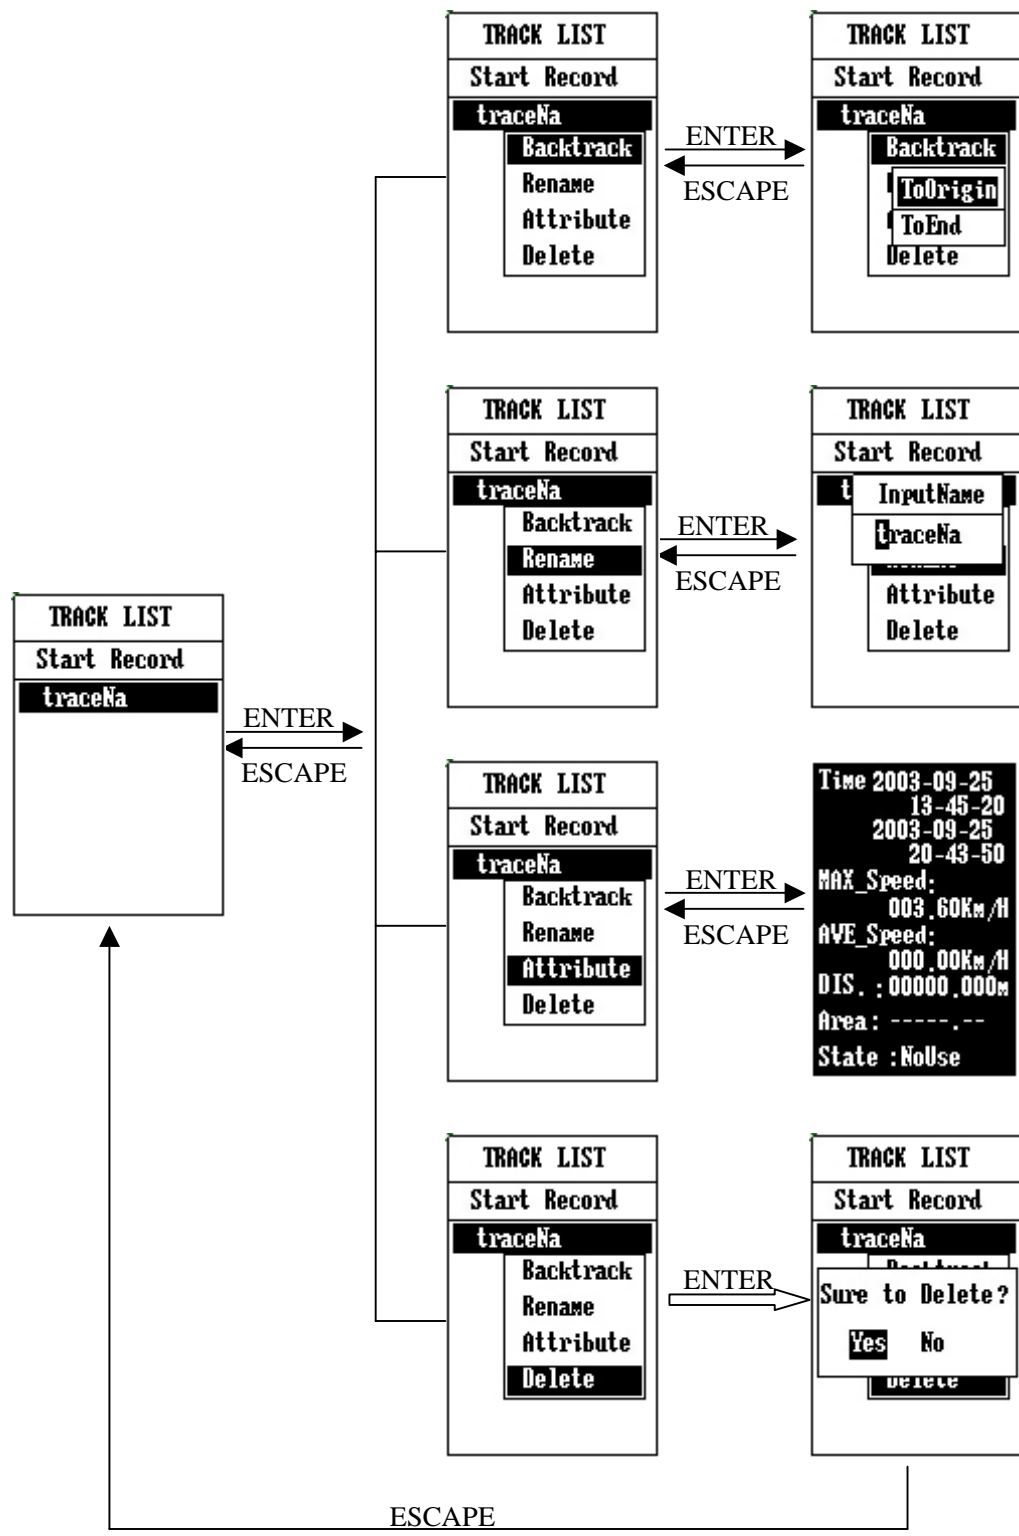 TRACK LIST
Start Record
traceNa
Backtrack
Rename
Attribute
Delete
ENTER
ESCAPE
TRACK LIST
Start Record
traceNa
Backtrack
ToOrigin
ToEnd
Delete
TRACK LIST
Start Record
traceNa
Backtrack
Rename
Attribute
Delete
ENTER
ESCAPE
TRACK LIST
Start Record
t
InputName
traceNa
Attribute
Delete
TRACK LIST
Start Record
traceNa
ENTER
ESCAPE
TRACK LIST
Start Record
traceNa
Backtrack
Rename
Attribute
Delete
ENTER
ESCAPE
Time 2003-09-25
13-45-20
2003-09-25
20-43-50
MAX_Speed:
003.60Km/H
AVE_Speed:
000.00Km/H
DIS. :00000.000m
Area: -----.--
State :NoUse
TRACK LIST
Start Record
traceNa
Backtrack
Rename
Attribute
Delete
ENTER
TRACK LIST
Start Record
traceNa
Sure to Delete?
Yes No
Delete
ESCAPE